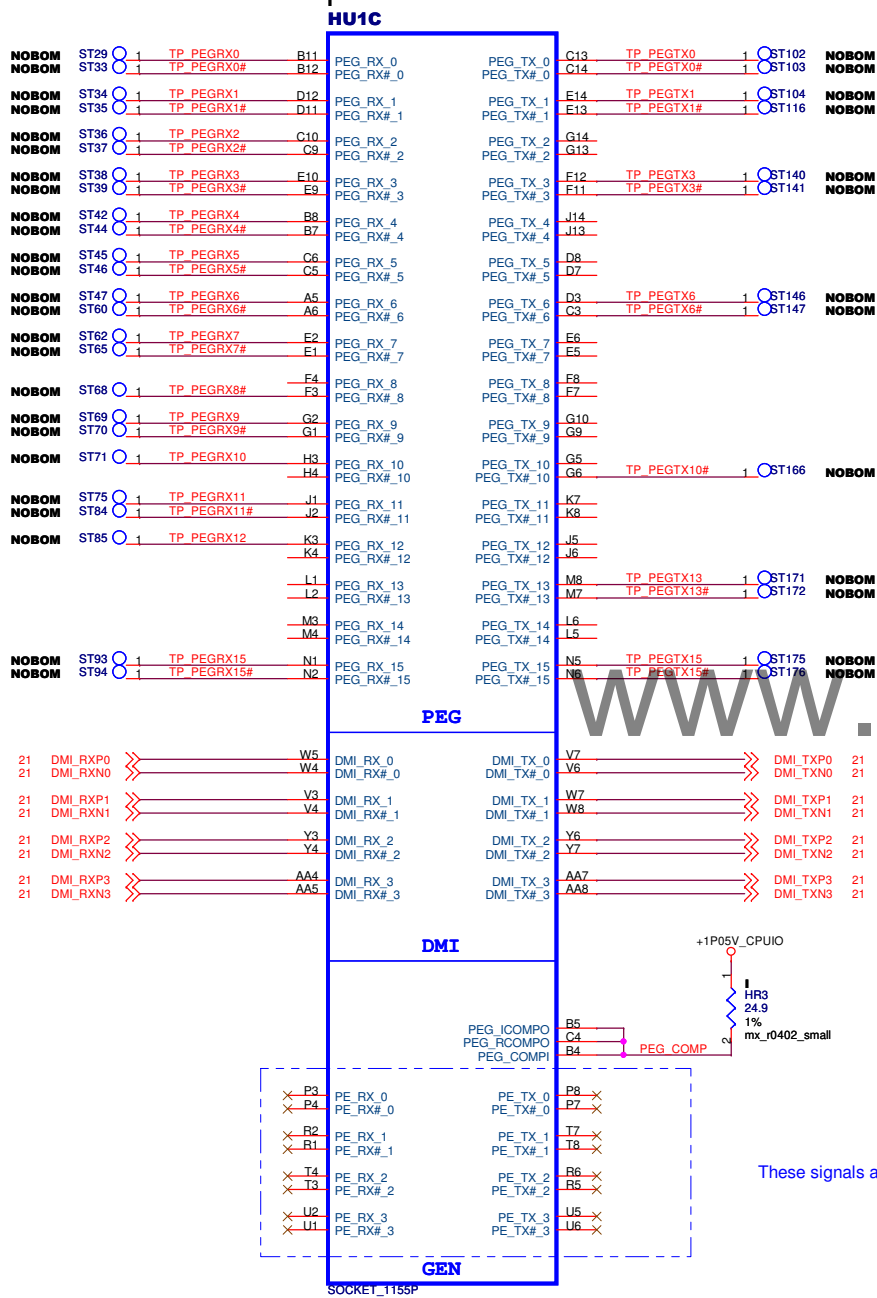 HU1C
NOBOM ST29 1 TP_PEGRX0 B11 PEG_RX_0 PEG_TX_0 C13 TP_PEGTX0 1 ST102 NOBOM
NOBOM ST33 1 TP_PEGRX0# B12 PEG_RX#_0 PEG_TX#_0 C14 TP_PEGTX0# 1 ST103 NOBOM
NOBOM ST34 1 TP_PEGRX1 D12 PEG_RX_1 PEG_TX_1 E14 TP_PEGTX1 1 ST104 NOBOM
NOBOM ST35 1 TP_PEGRX1# D11 PEG_RX#_1 PEG_TX#_1 E13 TP_PEGTX1# 1 ST116 NOBOM
NOBOM ST36 1 TP_PEGRX2 C10 PEG_RX_2 PEG_TX_2 G14
NOBOM ST37 1 TP_PEGRX2# C9 PEG_RX#_2 PEG_TX#_2 G13
NOBOM ST38 1 TP_PEGRX3 E10 PEG_RX_3 PEG_TX_3 F12 TP_PEGTX3 1 ST140 NOBOM
NOBOM ST39 1 TP_PEGRX3# E9 PEG_RX#_3 PEG_TX#_3 F11 TP_PEGTX3# 1 ST141 NOBOM
NOBOM ST42 1 TP_PEGRX4 B8 PEG_RX_4 PEG_TX_4 J14
NOBOM ST44 1 TP_PEGRX4# B7 PEG_RX#_4 PEG_TX#_4 J13
NOBOM ST45 1 TP_PEGRX5 C6 PEG_RX_5 PEG_TX_5 D8
NOBOM ST46 1 TP_PEGRX5# C5 PEG_RX#_5 PEG_TX#_5 D7
NOBOM ST47 1 TP_PEGRX6 A5 PEG_RX_6 PEG_TX_6 D3 TP_PEGTX6 1 ST146 NOBOM
NOBOM ST60 1 TP_PEGRX6# A6 PEG_RX#_6 PEG_TX#_6 C3 TP_PEGTX6# 1 ST147 NOBOM
NOBOM ST62 1 TP_PEGRX7 E2 PEG_RX_7 PEG_TX_7 E6
NOBOM ST65 1 TP_PEGRX7# E1 PEG_RX#_7 PEG_TX#_7 E5
F4 PEG_RX_8 PEG_TX_8 F8
NOBOM ST68 1 TP_PEGRX8# F3 PEG_RX#_8 PEG_TX#_8 F7
NOBOM ST69 1 TP_PEGRX9 G2 PEG_RX_9 PEG_TX_9 G10
NOBOM ST70 1 TP_PEGRX9# G1 PEG_RX#_9 PEG_TX#_9 G9
NOBOM ST71 1 TP_PEGRX10 H3 PEG_RX_10 PEG_TX_10 G5
H4 PEG_RX#_10 PEG_TX#_10 G6 TP_PEGTX10# 1 ST166 NOBOM
NOBOM ST75 1 TP_PEGRX11 J1 PEG_RX_11 PEG_TX_11 K7
NOBOM ST84 1 TP_PEGRX11# J2 PEG_RX#_11 PEG_TX#_11 K8
NOBOM ST85 1 TP_PEGRX12 K3 PEG_RX_12 PEG_TX_12 J5
K4 PEG_RX#_12 PEG_TX#_12 J6
L1 PEG_RX_13 PEG_TX_13 M8 TP_PEGTX13 1 ST171 NOBOM
L2 PEG_RX#_13 PEG_TX#_13 M7 TP_PEGTX13# 1 ST172 NOBOM
M3 PEG_RX_14 PEG_TX_14 L6
M4 PEG_RX#_14 PEG_TX#_14 L5
NOBOM ST93 1 TP_PEGRX15 N1 PEG_RX_15 PEG_TX_15 N5 TP_PEGTX15 1 ST175 NOBOM
NOBOM ST94 1 TP_PEGRX15# N2 PEG_RX#_15 PEG_TX#_15 N6 TP_PEGTX15# 1 ST176 NOBOM
www.
PEG
21 DMI_RXP0 W5 DMI_RX_0 DMI_TX_0 V7 DMI_TXP0 21
21 DMI_RXN0 W4 DMI_RX#_0 DMI_TX#_0 V6 DMI_TXN0 21
21 DMI_RXP1 V3 DMI_RX_1 DMI_TX_1 W7 DMI_TXP1 21
21 DMI_RXN1 V4 DMI_RX#_1 DMI_TX#_1 W8 DMI_TXN1 21
21 DMI_RXP2 Y3 DMI_RX_2 DMI_TX_2 Y6 DMI_TXP2 21
21 DMI_RXN2 Y4 DMI_RX#_2 DMI_TX#_2 Y7 DMI_TXN2 21
21 DMI_RXP3 AA4 DMI_RX_3 DMI_TX_3 AA7 DMI_TXP3 21
21 DMI_RXN3 AA5 DMI_RX#_3 DMI_TX#_3 AA8 DMI_TXN3 21
DMI
+1P05V_CPUIO
1
I
HR3
24.9
1%
mx_r0402_small
2
PEG_ICOMPO B5
PEG_RCOMPO C4
PEG_COMPI B4 PEG_COMP
P3 PE_RX_0 PE_TX_0 P8
P4 PE_RX#_0 PE_TX#_0 P7
R2 PE_RX_1 PE_TX_1 T7
R1 PE_RX#_1 PE_TX#_1 T8
T4 PE_RX_2 PE_TX_2 R6
T3 PE_RX#_2 PE_TX#_2 R5
These signals a
U2 PE_RX_3 PE_TX_3 U5
U1 PE_RX#_3 PE_TX#_3 U6
GEN
SOCKET_1155P